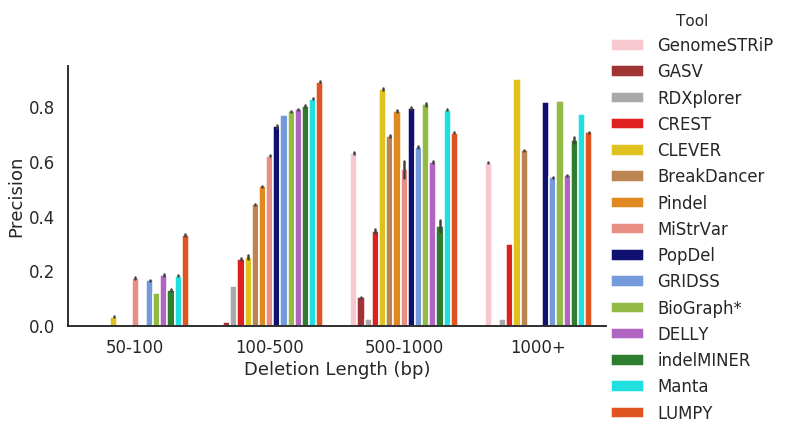 Tool
GenomeSTRiP
GASV
RDXplorer
CREST
CLEVER
BreakDancer
Pindel
MiStrVar
PopDel
GRIDSS
BioGraph*
DELLY
indelMINER
Manta
LUMPY
Precision
0.8
0.6
0.4
0.2
0.0
50-100
100-500
500-1000
1000+
Deletion Length (bp)